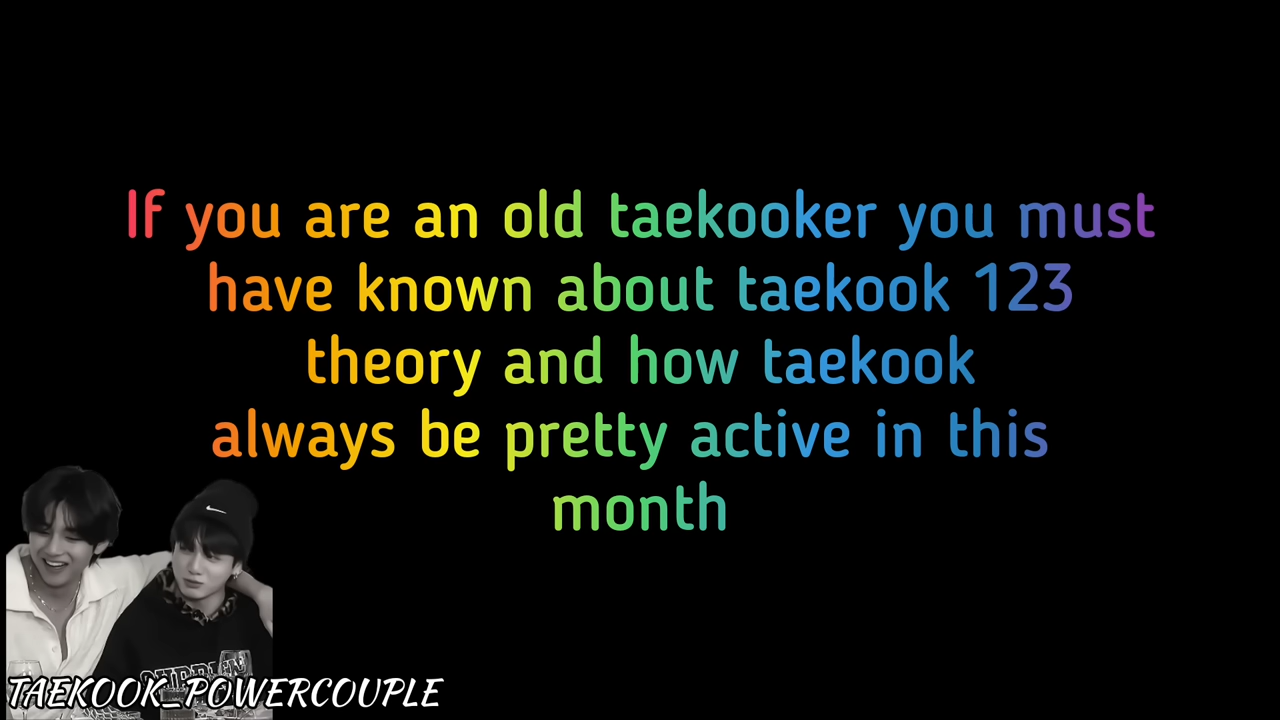 If you are an old taekooker you must
have known about taekook 123
theory and how taekook
always be pretty active in this
month
TAEKOOK_POWERCOUPLE